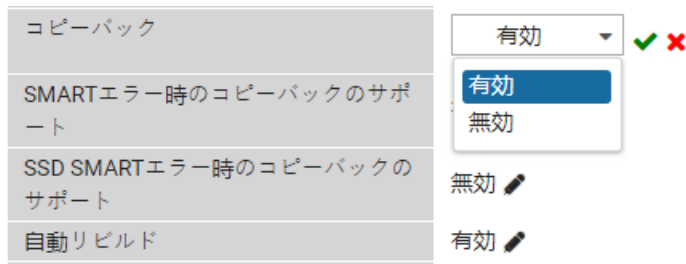 コピーバック
有効
有効
無効
SMARTエラー時のコピーバックのサポ
ート
SSD SMARTエラー時のコピーバックの
サポート
無効
自動リビルド
有効